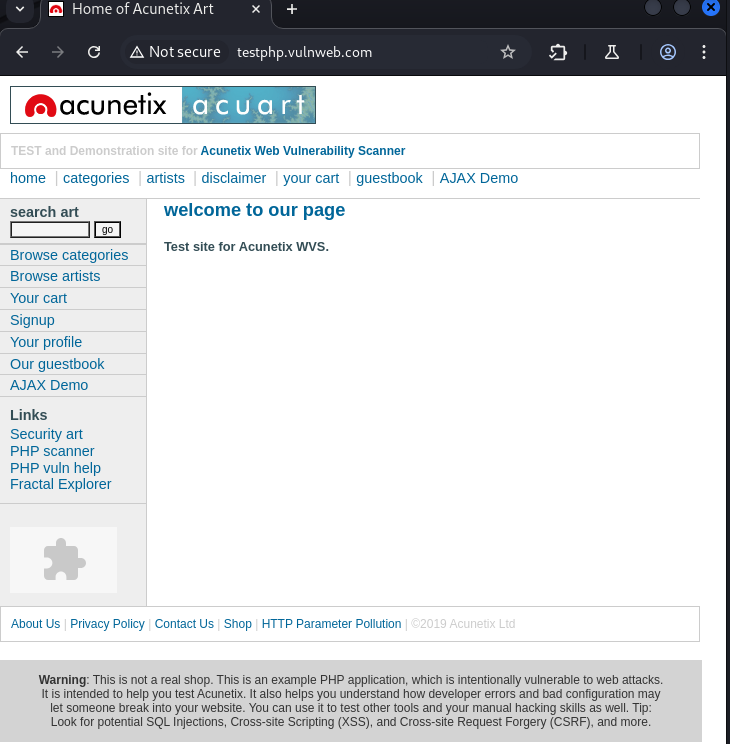 Home of Acunetix Art
Not secure testphp.vulnweb.com
acunetix acuart
TEST and Demonstration site for Acunetix Web Vulnerability Scanner
home | categories | artists | disclaimer | your cart | guestbook | AJAX Demo
search art
go
Browse categories
Browse artists
Your cart
Signup
Your profile
Our guestbook
AJAX Demo
Links
Security art
PHP scanner
PHP vuln help
Fractal Explorer
welcome to our page
Test site for Acunetix WVS.
About Us | Privacy Policy | Contact Us | Shop | HTTP Parameter Pollution | ©2019 Acunetix Ltd
Warning: This is not a real shop. This is an example PHP application, which is intentionally vulnerable to web attacks.
It is intended to help you test Acunetix. It also helps you understand how developer errors and bad configuration may
let someone break into your website. You can use it to test other tools and your manual hacking skills as well. Tip:
Look for potential SQL Injections, Cross-site Scripting (XSS), and Cross-site Request Forgery (CSRF), and more.